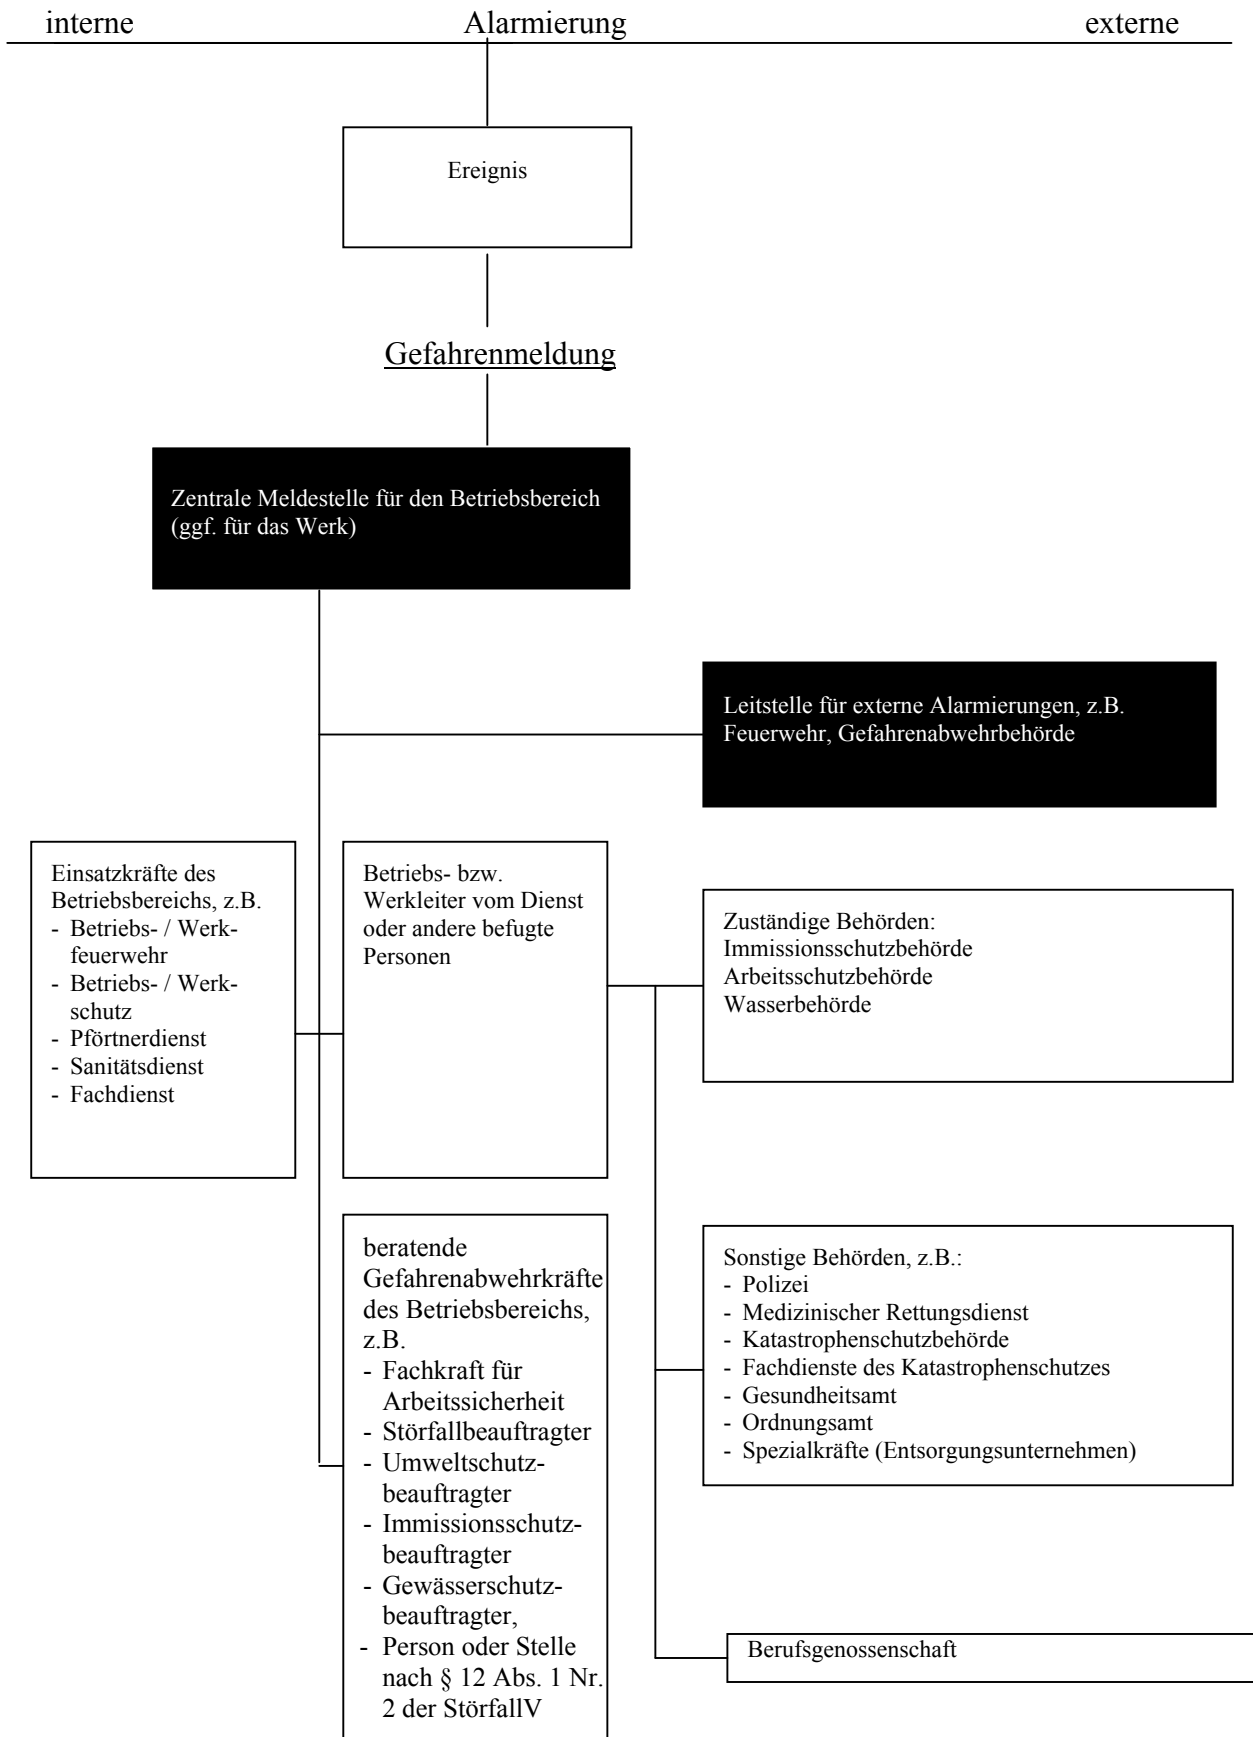 interne Alarmierung externe
Ereignis
Gefahrenmeldung
Zentrale Meldestelle für den Betriebsbereich
(ggf. für das Werk)
Leitstelle für externe Alarmierungen, z.B.
Feuerwehr, Gefahrenabwehrbehörde
Einsatzkräfte des
Betriebsbereichs, z.B.
- Betriebs- / Werk-
feuerwehr
- Betriebs- / Werk-
schutz
- Pförtnerdienst
- Sanitätsdienst
- Fachdienst
Betriebs- bzw.
Werkleiter vom Dienst
oder andere befugte
Personen
Zuständige Behörden:
Immissionsschutzbehörde
Arbeitsschutzbehörde
Wasserbehörde
beratende
Gefahrenabwehrkräfte
des Betriebsbereichs,
z.B.
- Fachkraft für
Arbeitssicherheit
- Störfallbeauftragter
- Umweltschutz-
beauftragter
- Immissionsschutz-
beauftragter
- Gewässerschutz-
beauftragter,
- Person oder Stelle
nach § 12 Abs. 1 Nr.
2 der StörfallV
Sonstige Behörden, z.B.:
- Polizei
- Medizinischer Rettungsdienst
- Katastrophenschutzbehörde
- Fachdienste des Katastrophenschutzes
- Gesundheitsamt
- Ordnungsamt
- Spezialkräfte (Entsorgungsunternehmen)
Berufsgenossenschaft